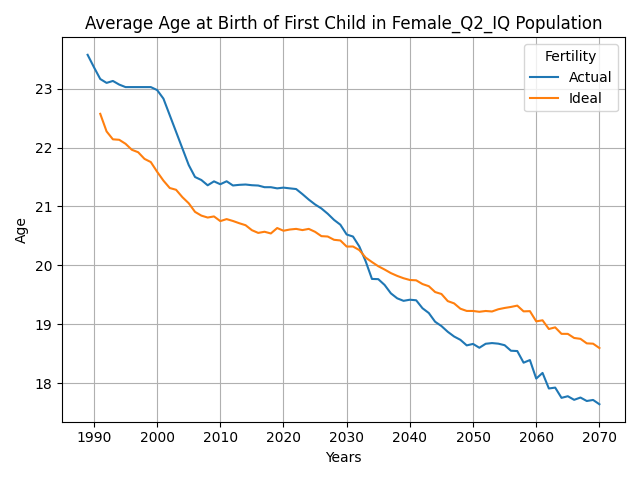 Average Age at Birth of First Child in Female_Q2_IQ Population
Fertility
Actual
Ideal
Age
23
22
21
20
19
18
1990
2000
2010
2020
2030
2040
2050
2060
2070
Years